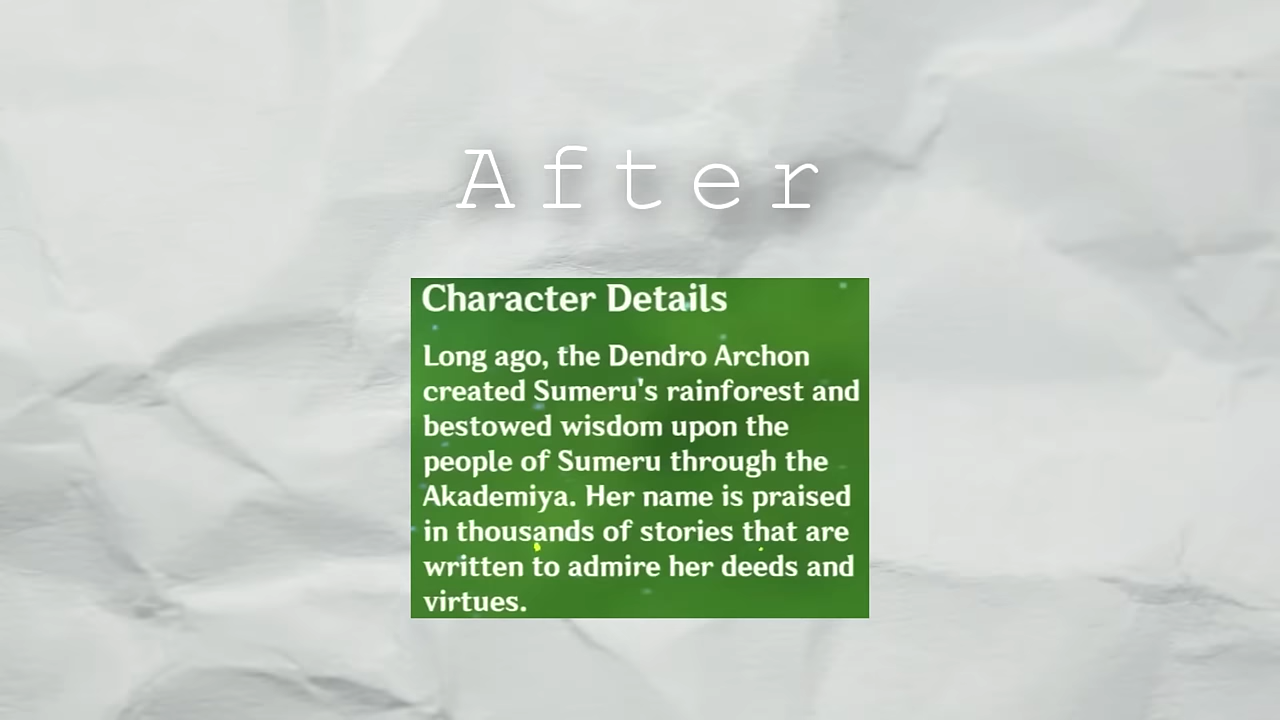 After
Character Details
Long ago, the Dendro Archon
created Sumeru's rainforest and
bestowed wisdom upon the
people of Sumeru through the
Akademiya. Her name is praised
in thousands of stories that are
written to admire her deeds and
virtues.